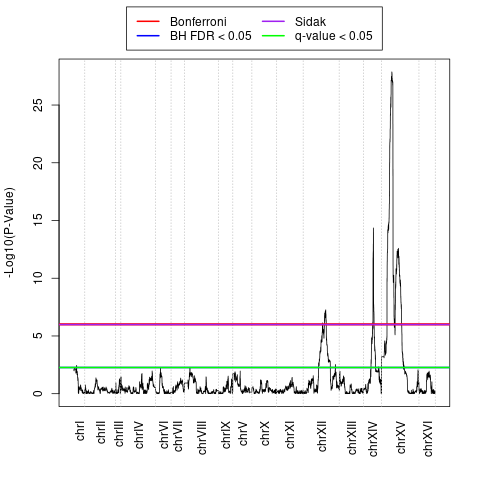 Bonferroni
Sidak
BH FDR < 0.05
q-value < 0.05
-Log10(P-Value)
25
20
15
10
5
0
chrI
chrII
chrIII
chrIV
chrVI
chrVII
chrVIII
chrIX
chrV
chrX
chrXI
chrXII
chrXIII
chrXIV
chrXV
chrXVI